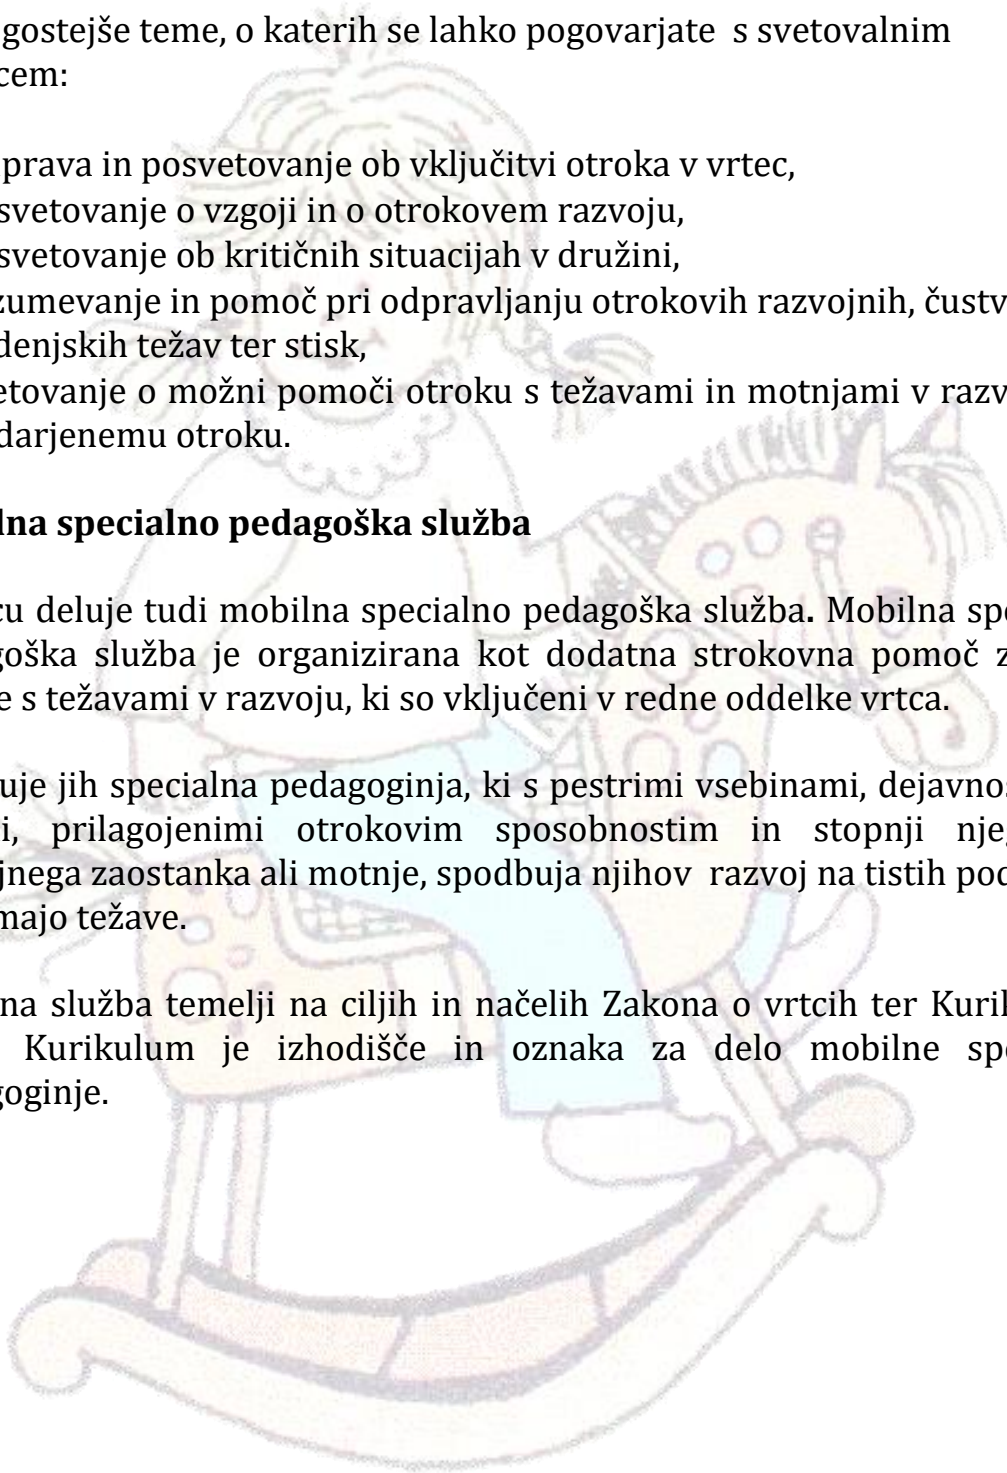 gostejše teme, o katerih se lahko pogovarjate s svetovalnim
cem:
prava in posvetovanje ob vključitvi otroka v vrtec,
svetovanje o vzgoji in o otrokovem razvoju,
svetovanje ob kritičnih situacijah v družini,
zumevanje in pomoč pri odpravljanju otrokovih razvojnih, čustv
denjskih težav ter stisk,
etovanje o možni pomoči otroku s težavami in motnjami v razv
darjenemu otroku.
lna specialno pedagoška služba
cu deluje tudi mobilna specialno pedagoška služba. Mobilna spe
goška služba je organizirana kot dodatna strokovna pomoč z
e s težavami v razvoju, ki so vključeni v redne oddelke vrtca.
uje jih specialna pedagoginja, ki s pestrimi vsebinami, dejavnos
i, prilagojenimi otrokovim sposobnostim in stopnji njeg
jnega zaostanka ali motnje, spodbuja njihov razvoj na tistih pod
majo težave.
na služba temelji na ciljih in načelih Zakona o vrtcih ter Kurik
Kurikulum je izhodišče in oznaka za delo mobilne spe
goginje.